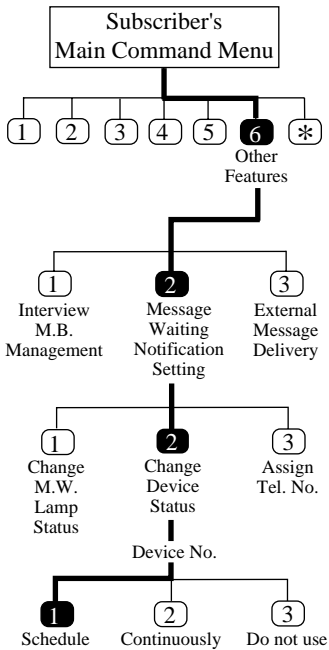 Subscriber's
Main Command Menu
1 2 3 4 5 6 *
Other
Features
1 2 3
Interview
M.B.
Management
Message
Waiting
Notification
Setting
External
Message
Delivery
1 2 3
Change
M.W.
Lamp
Status
Change
Device
Status
Assign
Tel. No.
Device No.
1 2 3
Schedule Continuously Do not use